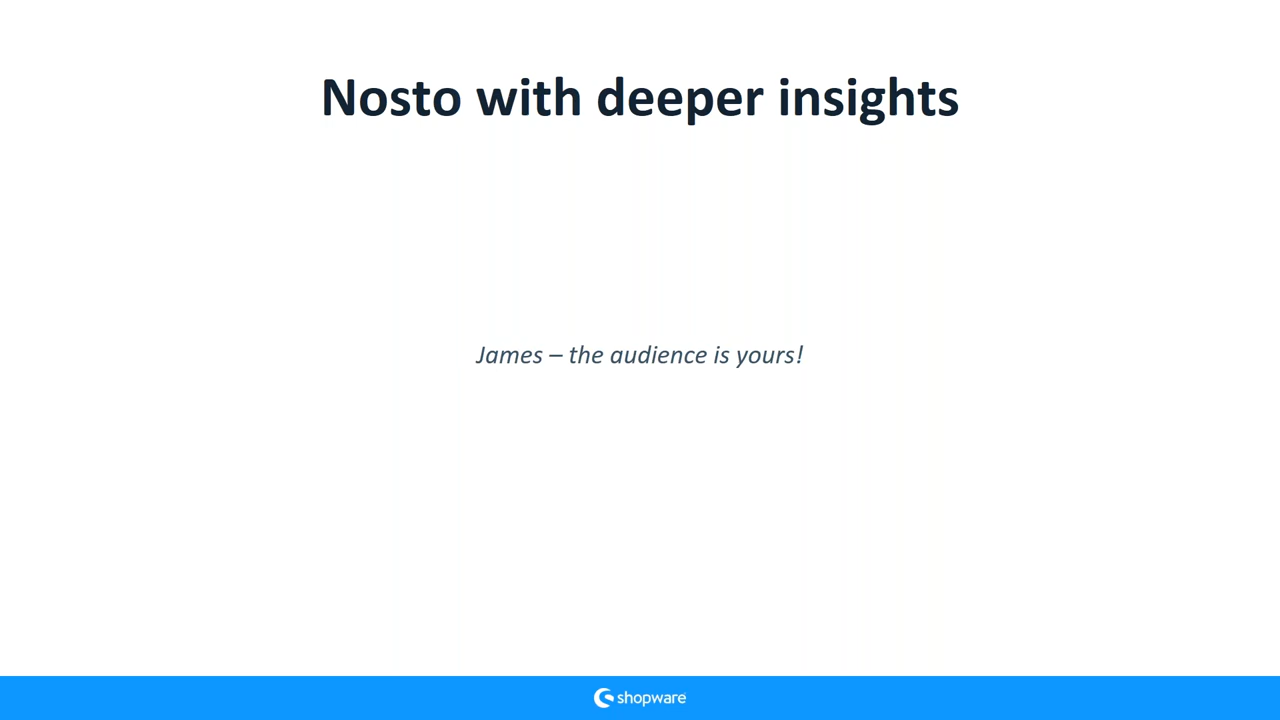 Nosto with deeper insights
James – the audience is yours!
shopware